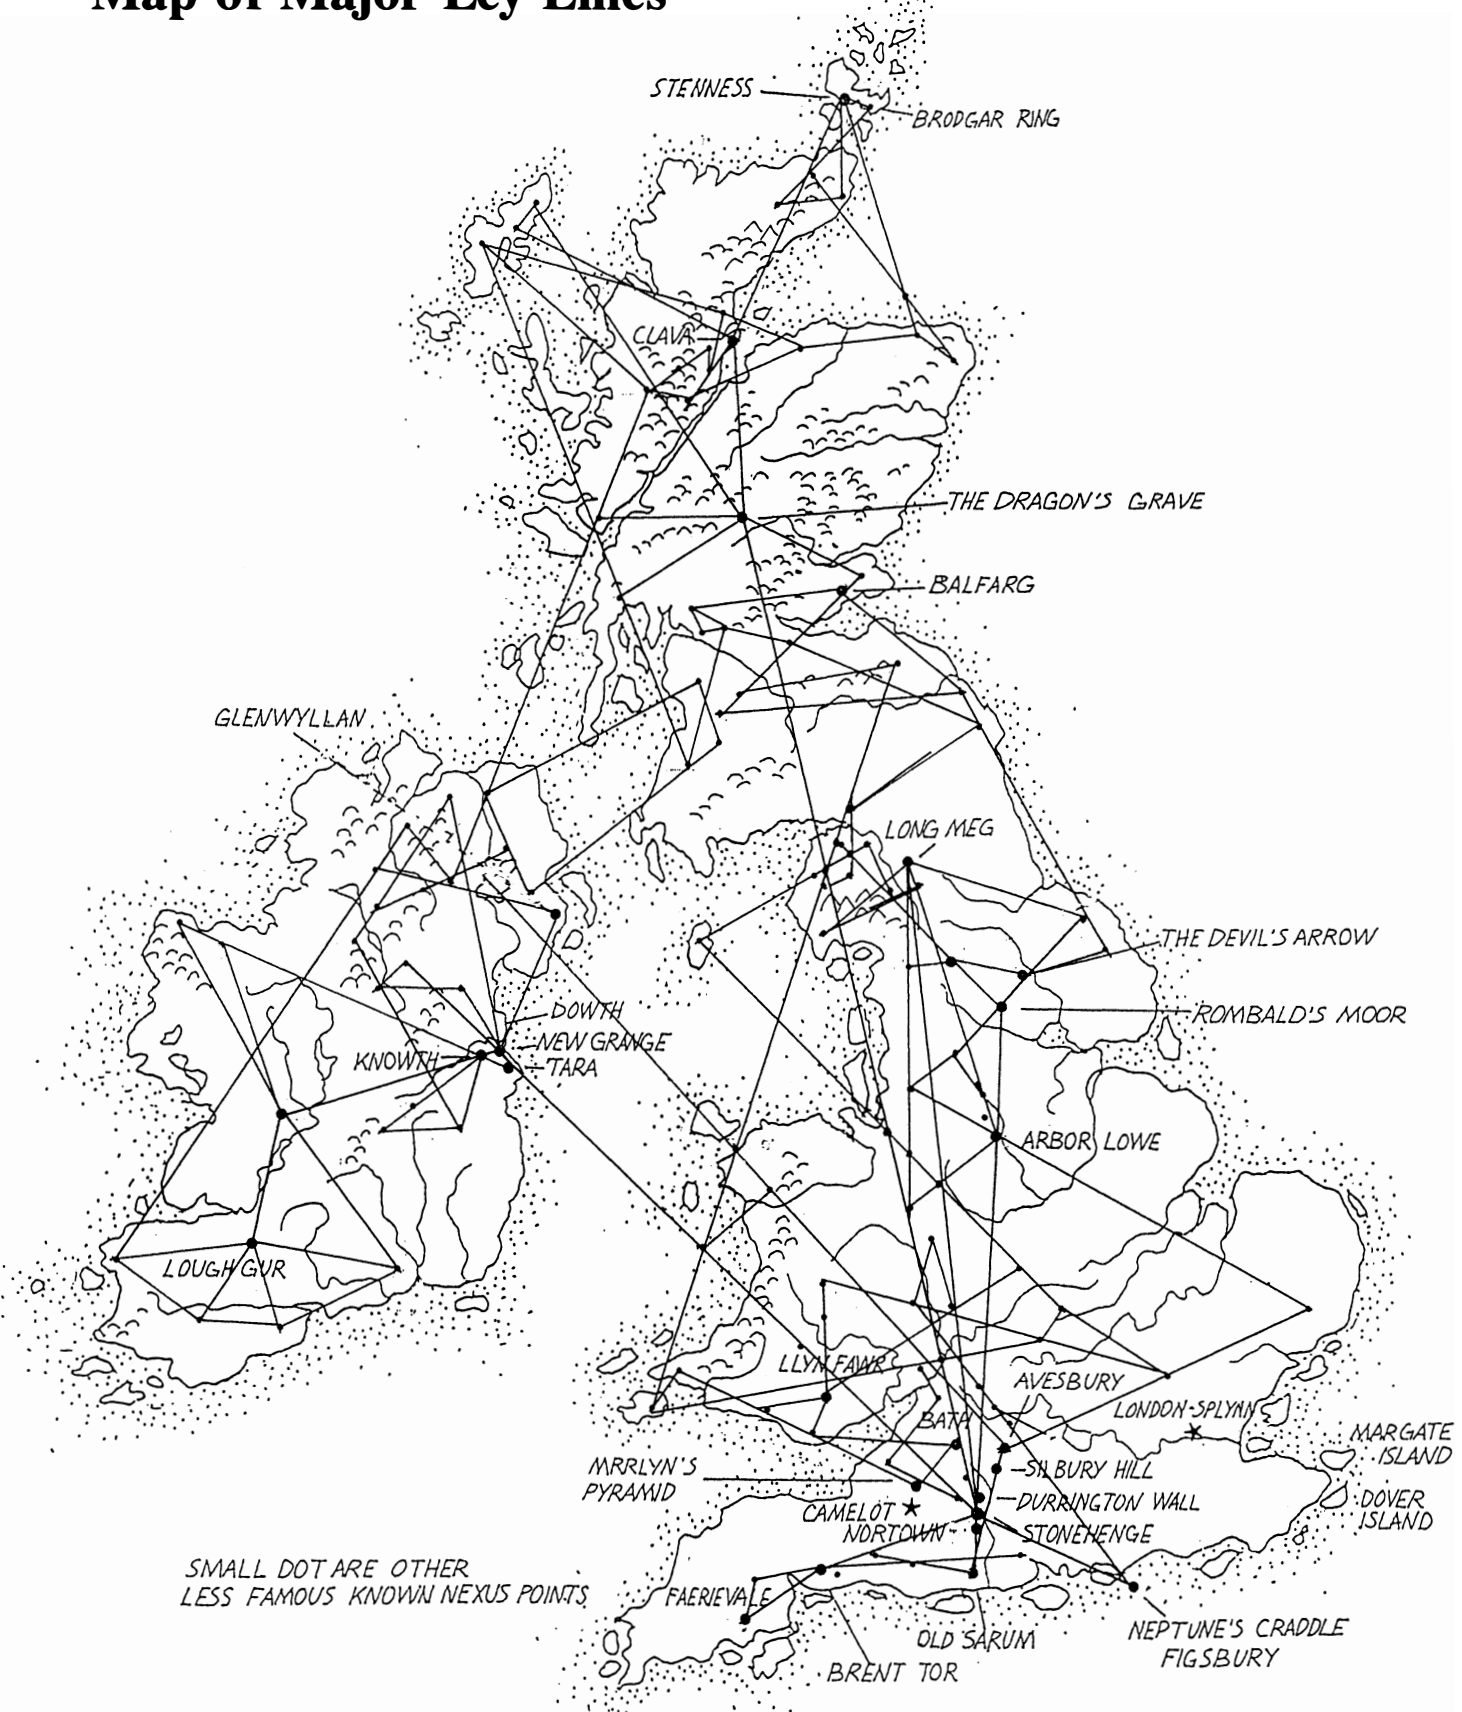 Map of Major Ley Lines
STENNESS
BRODGAR RING
CLAVA
THE DRAGON'S GRAVE
BALFARG
GLENWYLLAN
LONG MEG
THE DEVIL'S ARROW
DOWTH
ROMBALD'S MOOR
NEW GRANGE
KNOWTH
TARA
ARBOR LOWE
LOUGH GUR
LLYN FAWR
AVESBURY
BATH
LONDON-SPLYNN
MARGATE
ISLAND
MRRLYN'S
PYRAMID
SILBURY HILL
DURRINGTON WALL
DOVER
ISLAND
CAMELOT
NORTOWN
STONEHENGE
SMALL DOT ARE OTHER
LESS FAMOUS KNOWN NEXUS POINTS
FAERIEVALE
OLD SARUM
NEPTUNE'S CRADDLE
FIGSBURY
BRENT TOR